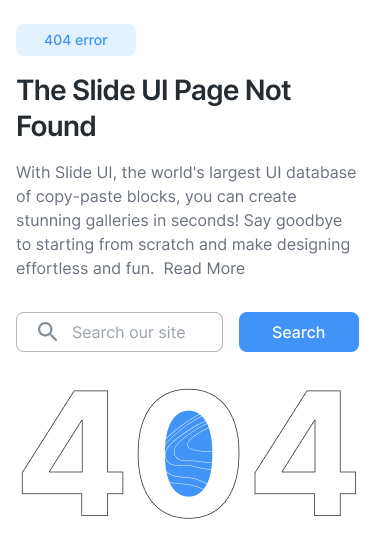 404 error
The Slide UI Page Not
Found
With Slide UI, the world's largest UI database
of copy-paste blocks, you can create
stunning galleries in seconds! Say goodbye
to starting from scratch and make designing
effortless and fun.  Read More
Search our site
Search
404